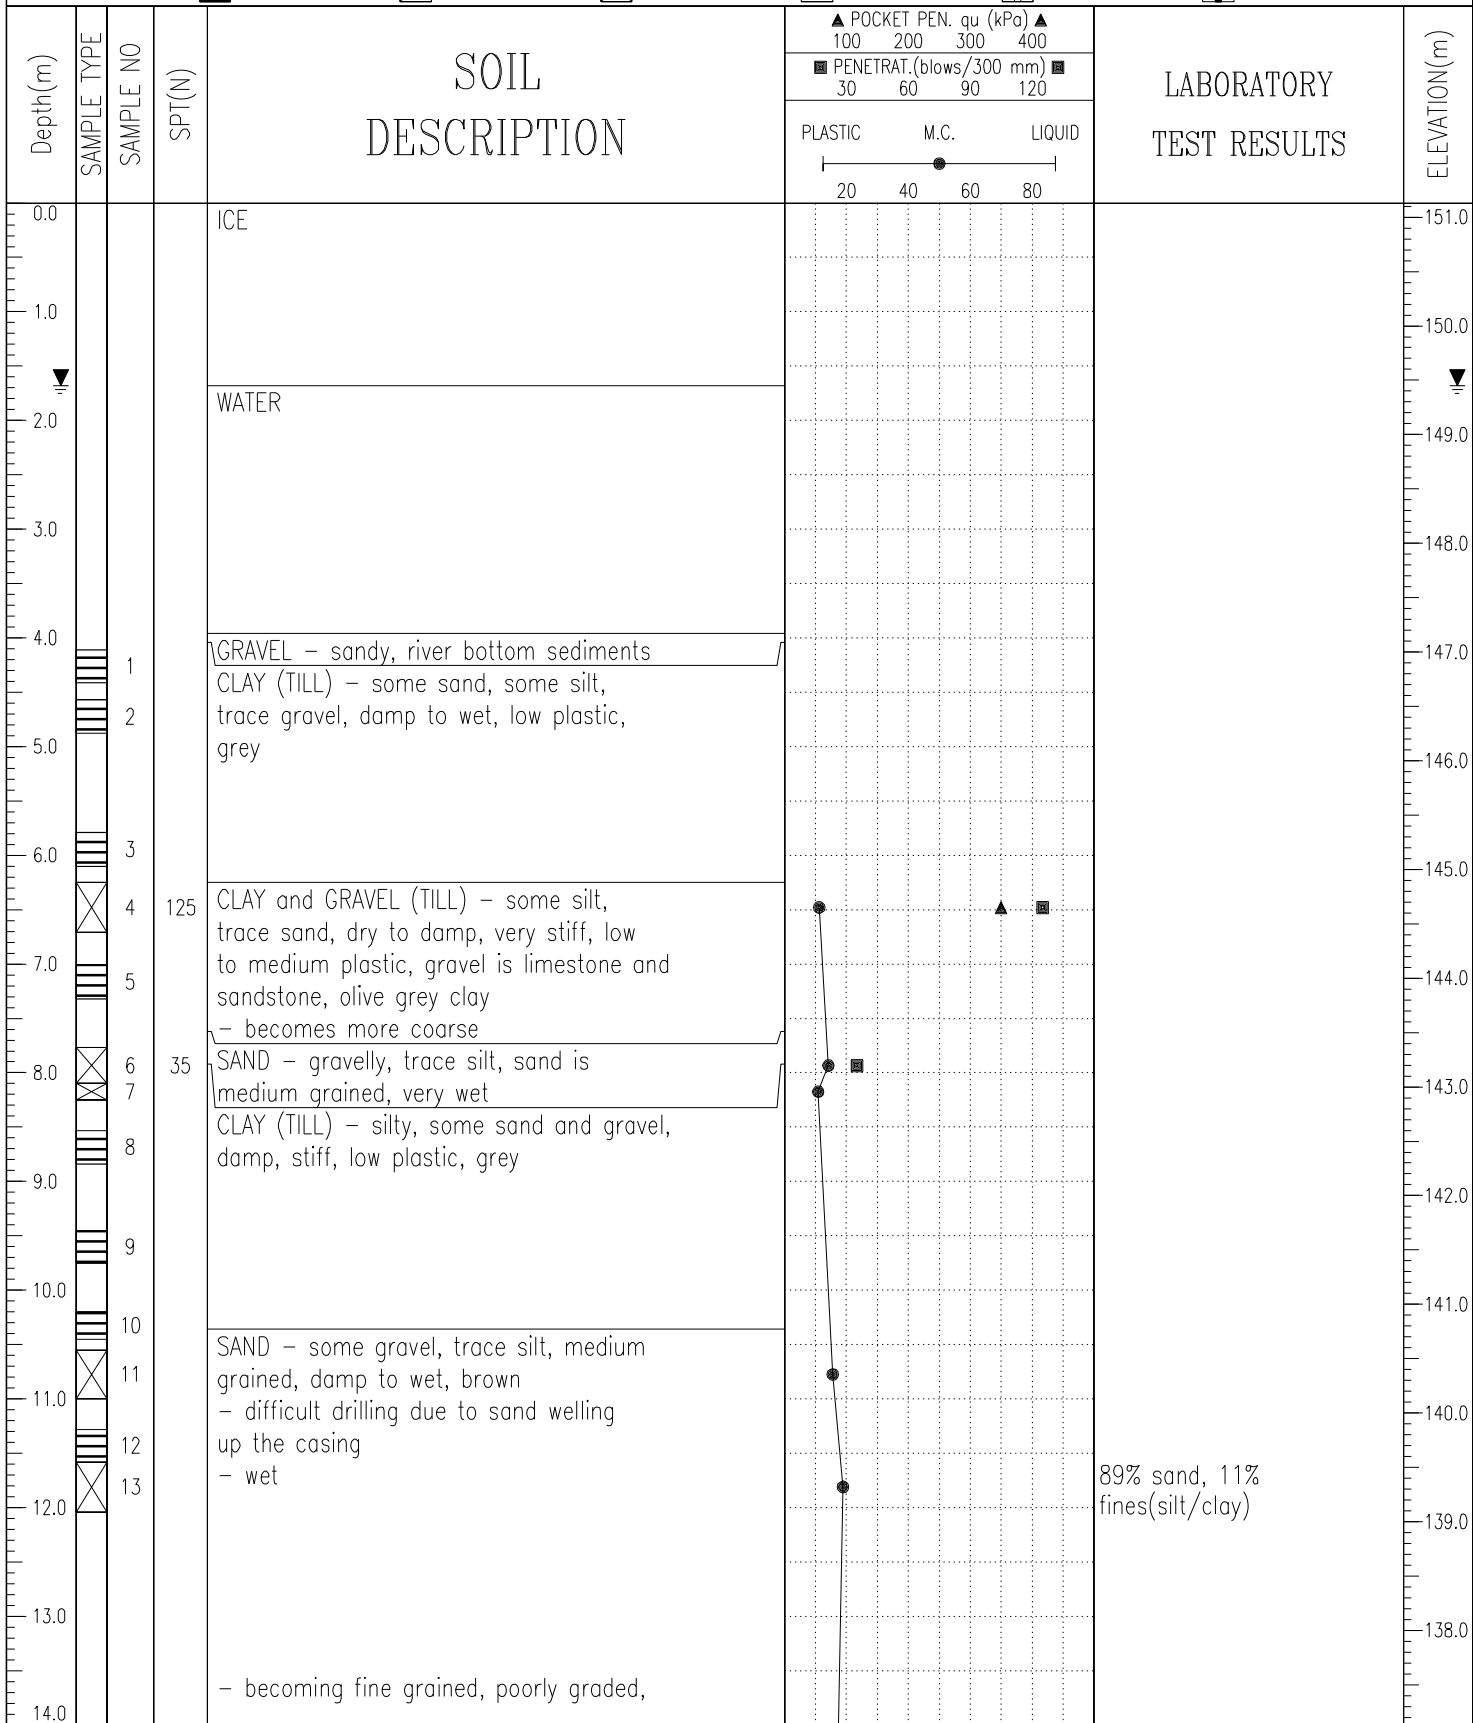 Depth(m)
SAMPLE TYPE
SAMPLE NO
SPT(N)
SOIL
DESCRIPTION
▲ POCKET PEN. qu (kPa) ▲
100 200 300 400
PENETRAT.(blows/300 mm)
30 60 90 120
PLASTIC M.C. LIQUID
20 40 60 80
LABORATORY
TEST RESULTS
ELEVATION(m)
0.0
1.0
2.0
3.0
4.0
5.0
6.0
7.0
8.0
9.0
10.0
11.0
12.0
13.0
14.0
1
2
3
4
5
6
7
8
9
10
11
12
13
125
35
ICE
WATER
GRAVEL – sandy, river bottom sediments
CLAY (TILL) – some sand, some silt,
trace gravel, damp to wet, low plastic,
grey
CLAY and GRAVEL (TILL) – some silt,
trace sand, dry to damp, very stiff, low
to medium plastic, gravel is limestone and
sandstone, olive grey clay
– becomes more coarse
SAND – gravelly, trace silt, sand is
medium grained, very wet
CLAY (TILL) – silty, some sand and gravel,
damp, stiff, low plastic, grey
SAND – some gravel, trace silt, medium
grained, damp to wet, brown
– difficult drilling due to sand welling
up the casing
– wet
– becoming fine grained, poorly graded,
89% sand, 11%
fines(silt/clay)
151.0
150.0
149.0
148.0
147.0
146.0
145.0
144.0
143.0
142.0
141.0
140.0
139.0
138.0